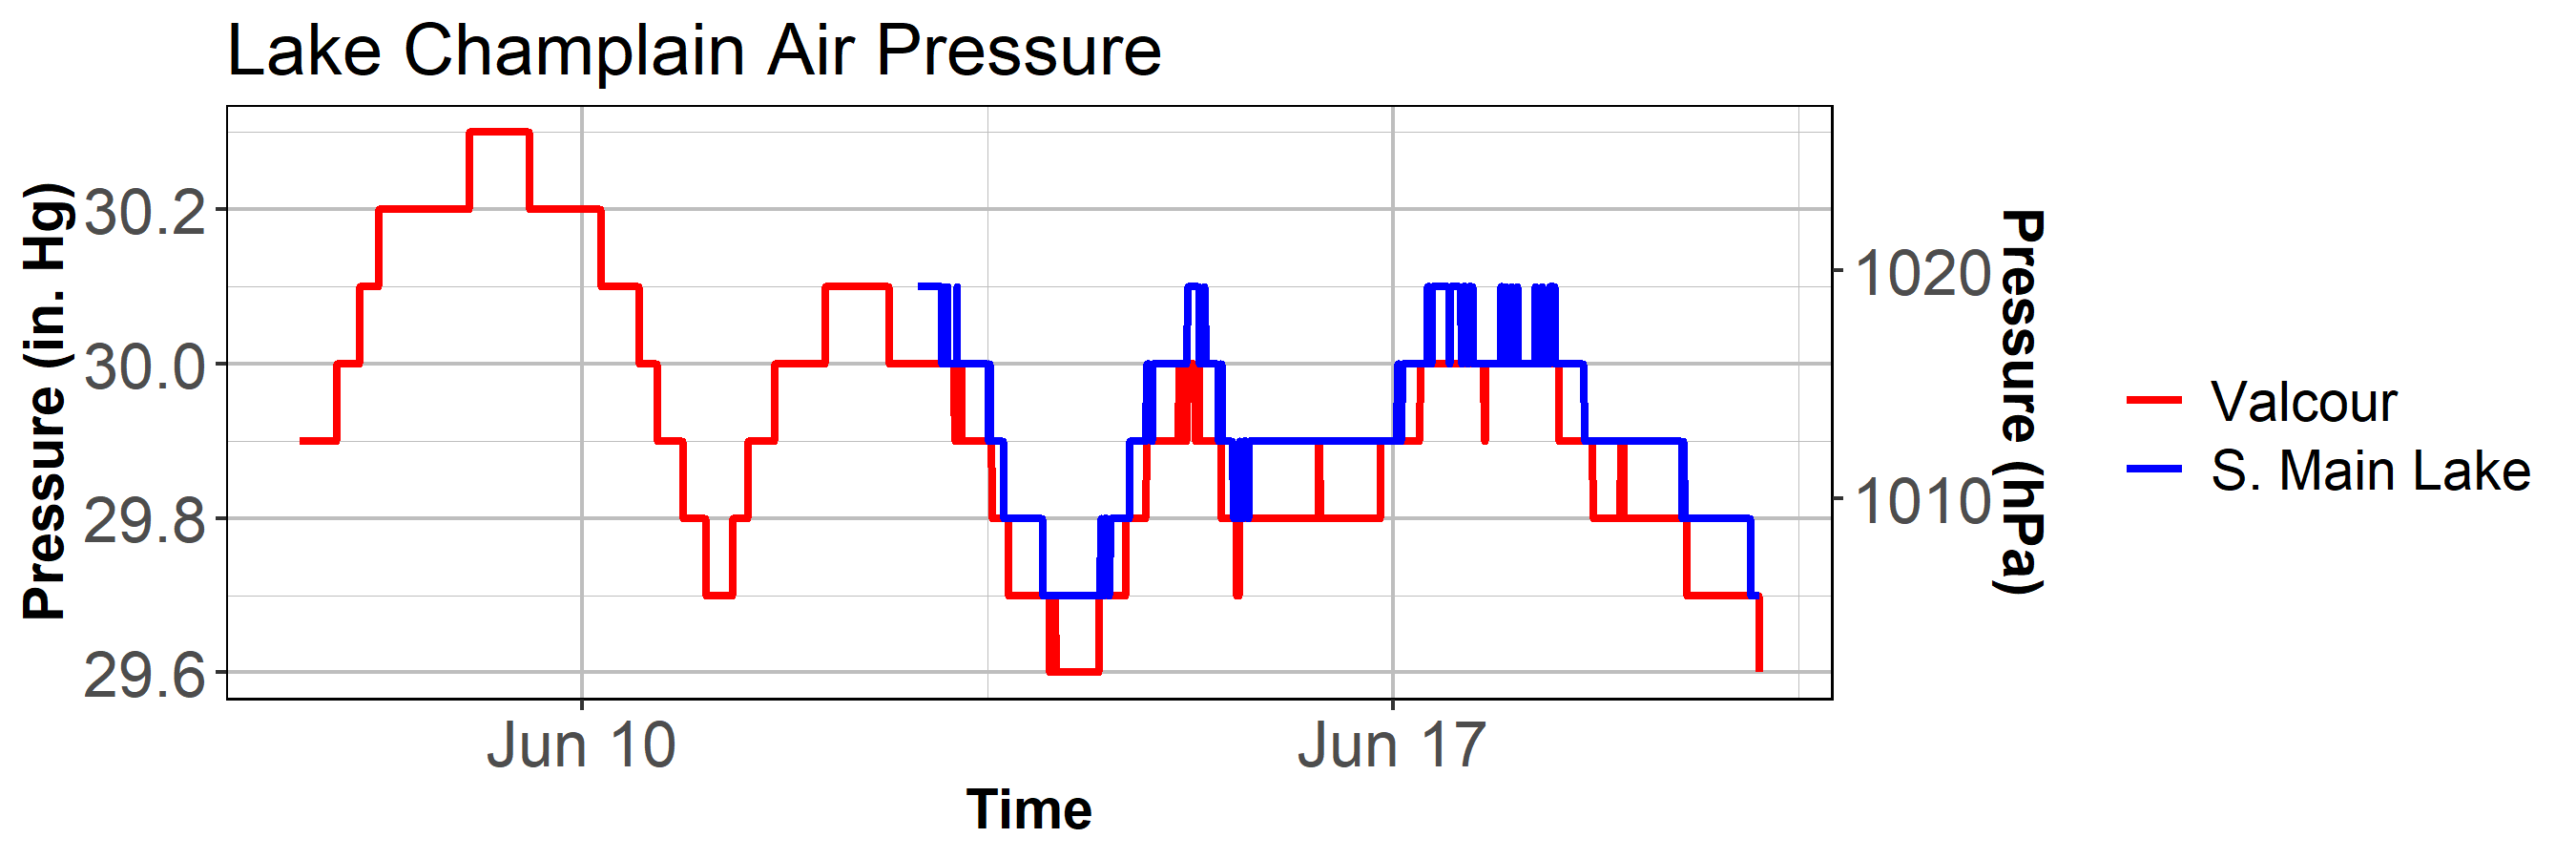 Lake Champlain Air Pressure
Pressure (in. Hg)
30.2
30.0
29.8
29.6
Jun 10
Jun 17
Time
1020
1010
Pressure (hPa)
Valcour
S. Main Lake